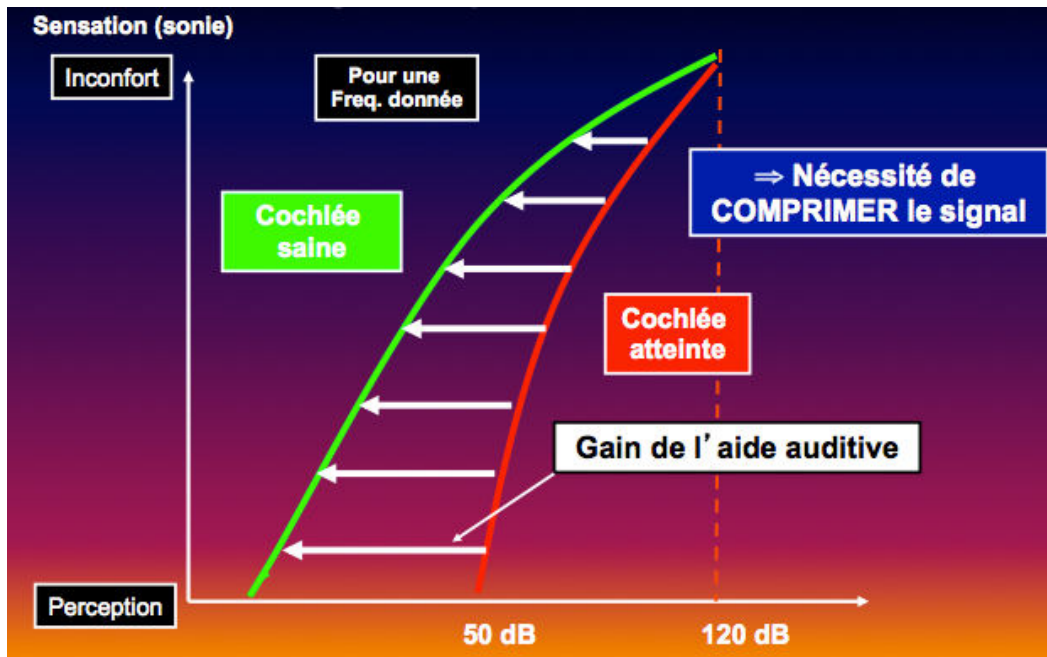 Sensation (sonie)
Inconfort
Pour une
Freq. donnée
⇒ Nécessité de
COMPRIMER le signal
Cochlée
saine
Cochlée
atteinte
Gain de l’aide auditive
Perception
50 dB
120 dB